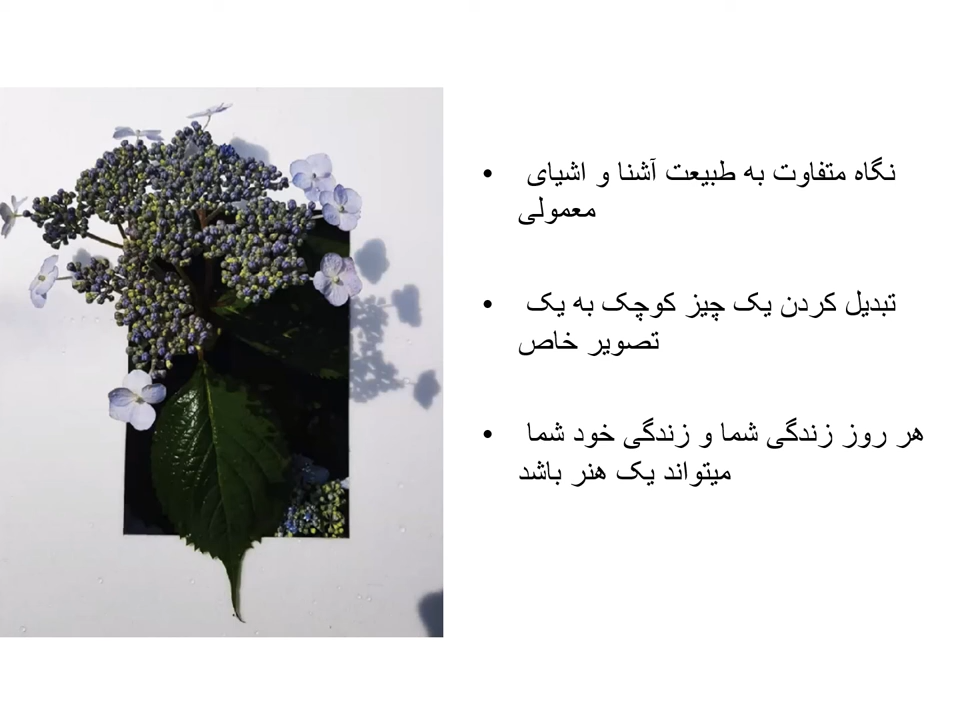 • نگاه متفاوت به طبیعت آشنا و اشیای
معمولی
• تبدیل کردن یک چیز کوچک به یک
تصویر خاص
• هر روز زندگی شما و زندگی خود شما
میتواند یک هنر باشد